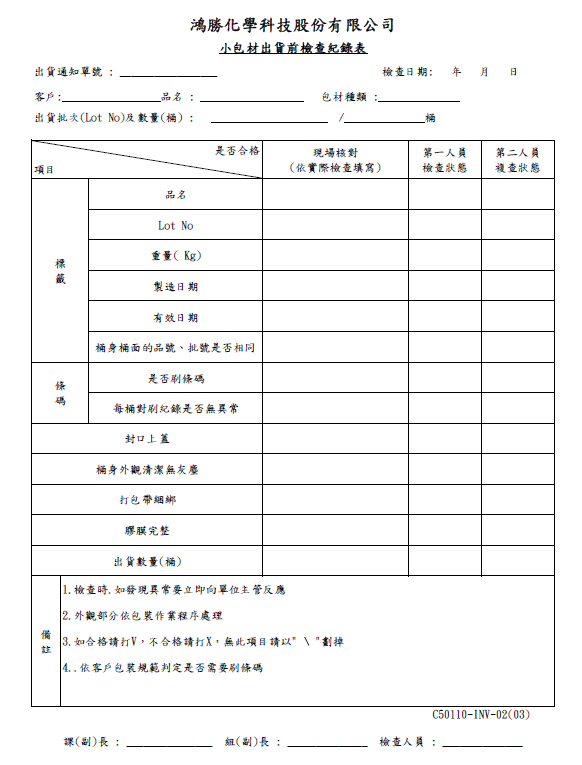 鴻勝化學科技股份有限公司
小包材出貨前檢查紀錄表
出貨通知單號 : 檢查日期: 年 月 日
客戶: 品名 : 包材種類 :
出貨批次(Lot No)及數量(桶) : / 桶
是否合格
項目
現場核對
(依實際檢查填寫)
第一人員
檢查狀態
第二人員
複查狀態
標籤
品名
Lot No
重量( Kg)
製造日期
有效日期
桶身桶面的品號、批號是否相同
條碼
是否刷條碼
每桶對刷紀錄是否無異常
封口上蓋
桶身外觀清潔無灰塵
打包帶綑綁
膠膜完整
出貨數量(桶)
備註
1.檢查時.如發現異常要立即向單位主管反應
2.外觀部分依包裝作業程序處理
3.如合格請打V，不合格請打X，無此項目請以" \ "劃掉
4..依客戶包裝規範判定是否需要刷條碼
C50110-INV-02(03)
課(副)長 : 組(副)長 : 檢查人員 :